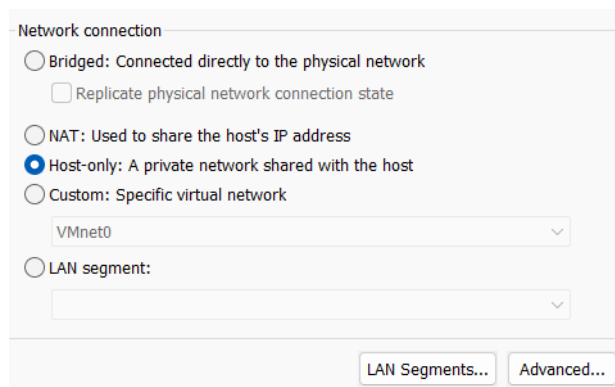 Network connection
Bridged: Connected directly to the physical network
Replicate physical network connection state
NAT: Used to share the host's IP address
Host-only: A private network shared with the host
Custom: Specific virtual network
VMnet0
LAN segment:
LAN Segments... Advanced...